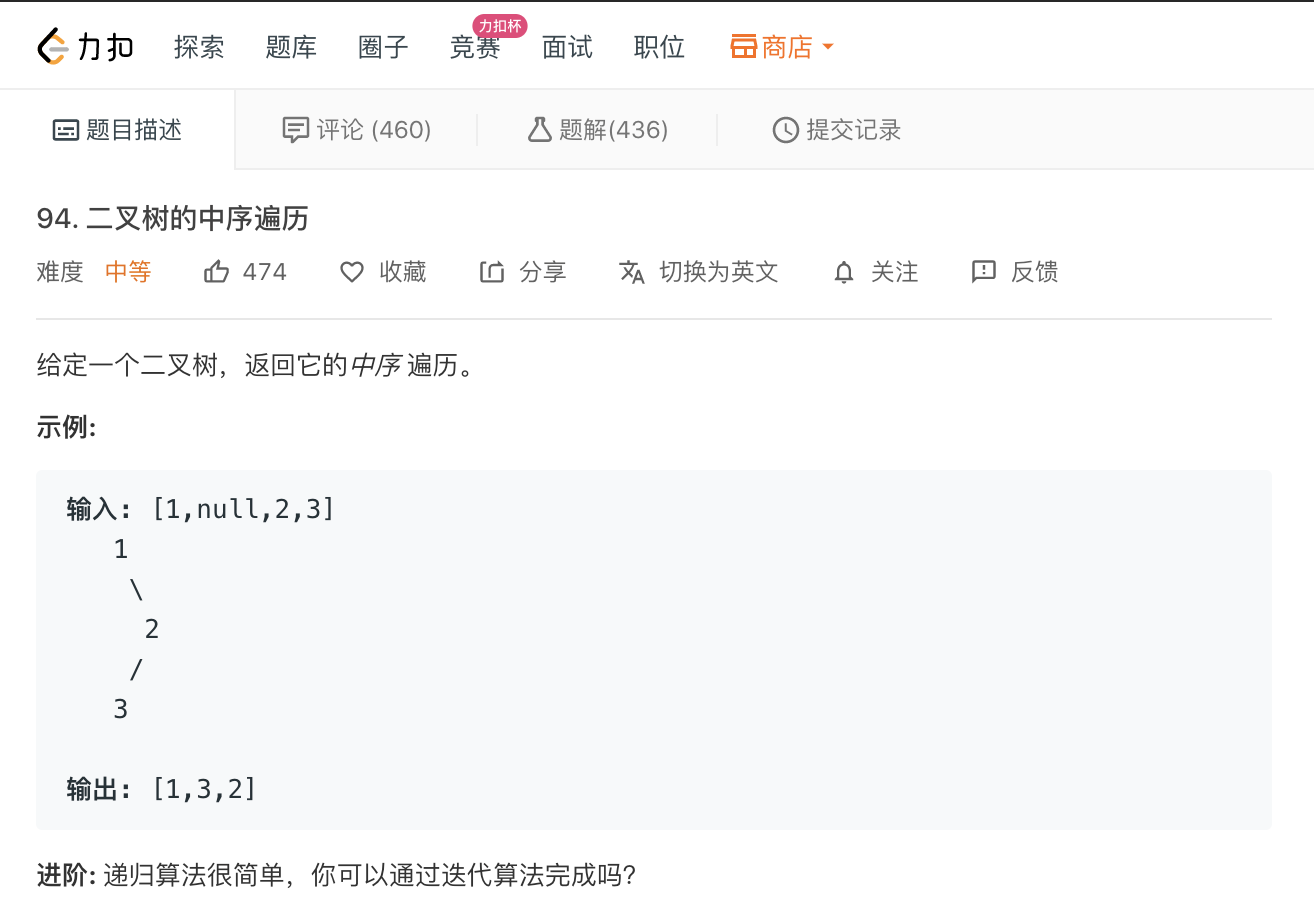 力扣 探索 题库 圈子 竞赛 力扣杯 面试 职位 商店
题目描述 评论 (460) 题解(436) 提交记录
94. 二叉树的中序遍历
难度 中等 474 收藏 分享 切换为英文 关注 反馈
给定一个二叉树，返回它的中序 遍历。
示例:
输入: [1,null,2,3]
1
\
2
/
3
输出: [1,3,2]
进阶: 递归算法很简单，你可以通过迭代算法完成吗？